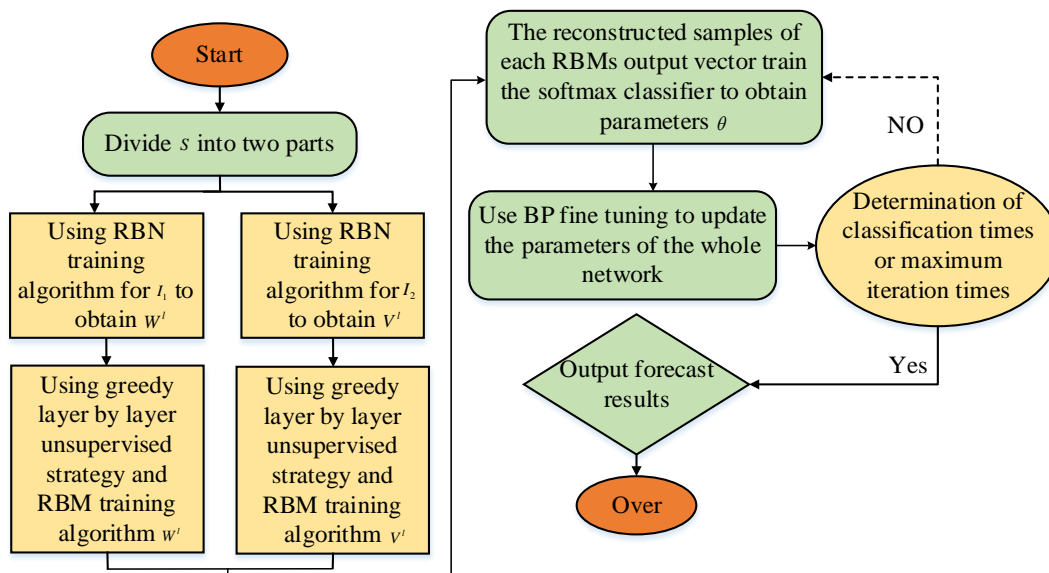 Start
Divide S into two parts
Using RBN
training
algorithm for I₁ to
obtain Wˡ
Using RBN
training
algorithm for I₂
to obtain Vˡ
Using greedy
layer by layer
unsupervised
strategy and
RBM training
algorithm Wˡ
Using greedy
layer by layer
unsupervised
strategy and
RBM training
algorithm Vˡ
The reconstructed samples of
each RBMs output vector train
the softmax classifier to obtain
parameters θ
Use BP fine tuning to update
the parameters of the whole
network
NO
Determination of
classification times
or maximum
iteration times
Yes
Output forecast
results
Over